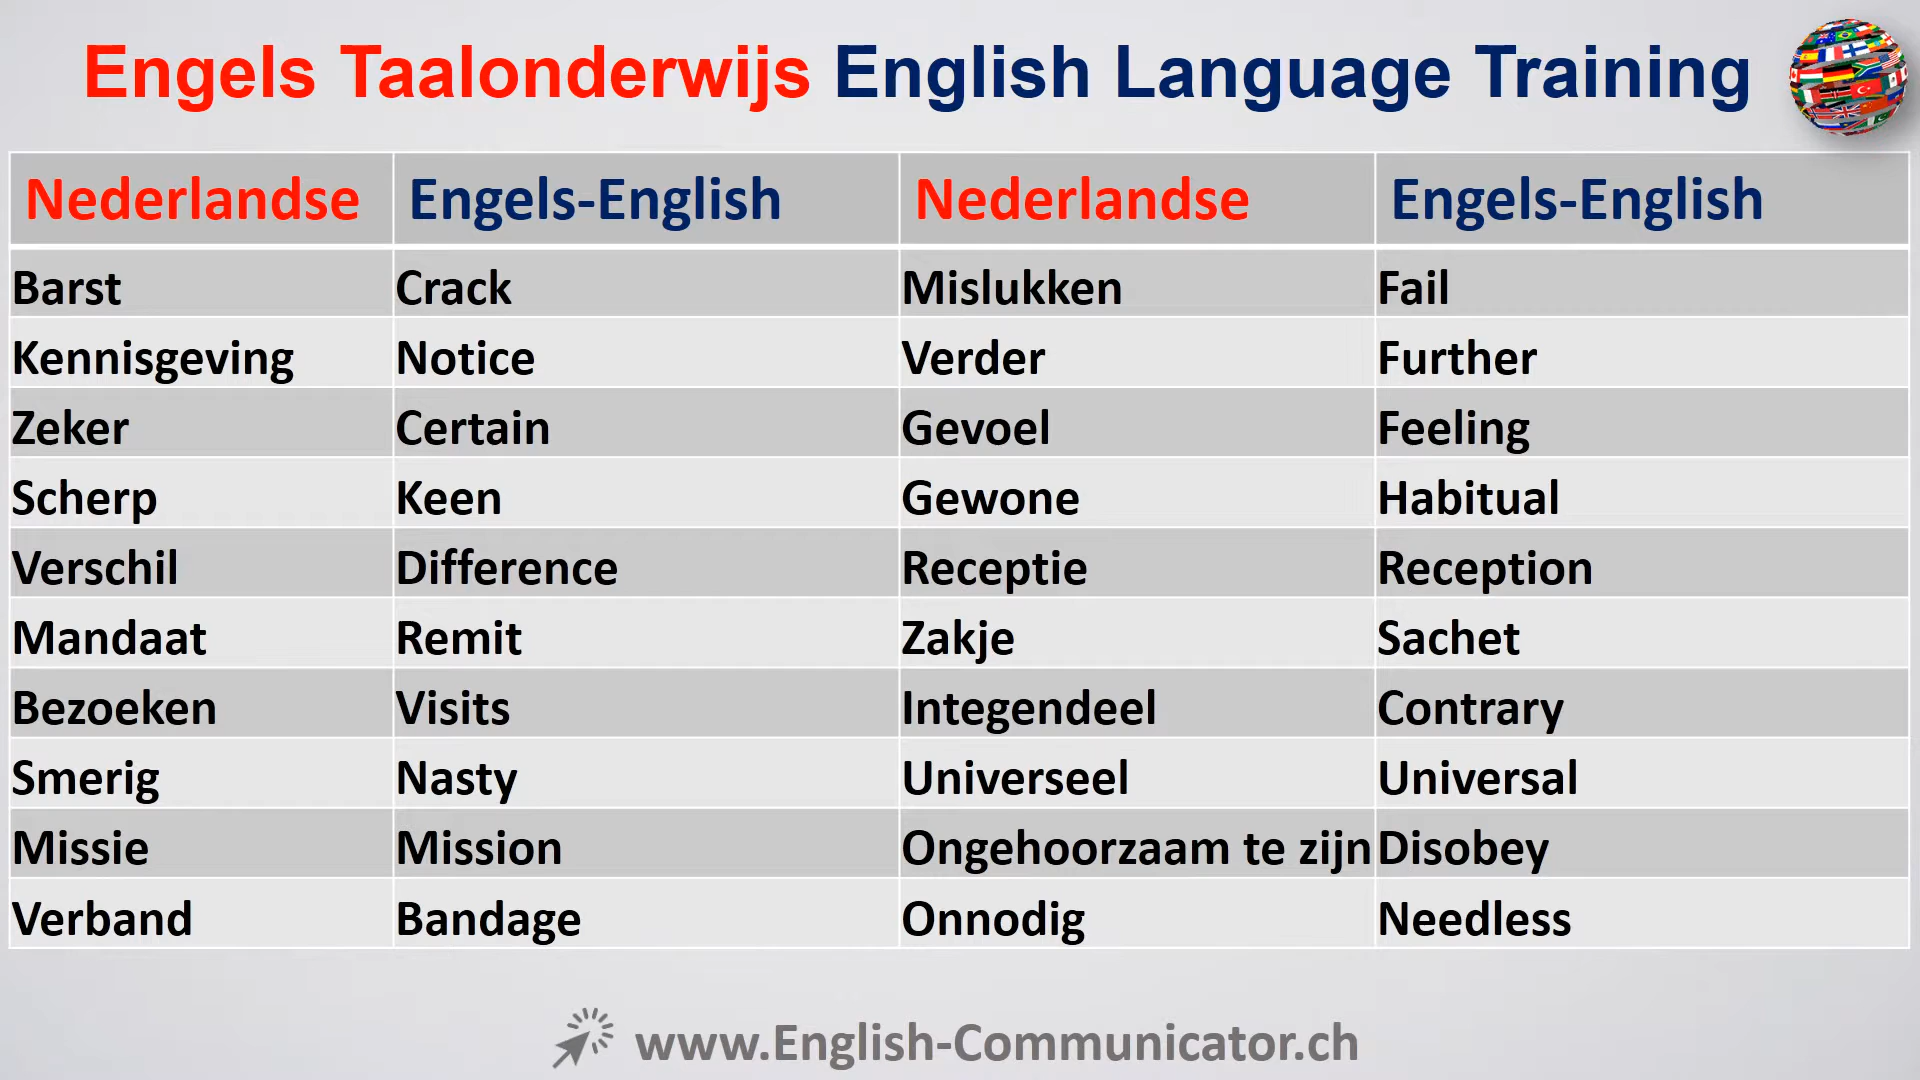 Engels Taalonderwijs English Language Training
Nederlandse Engels-English Nederlandse Engels-English
Barst Crack Mislukken Fail
Kennisgeving Notice Verder Further
Zeker Certain Gevoel Feeling
Scherp Keen Gewone Habitual
Verschil Difference Receptie Reception
Mandaat Remit Zakje Sachet
Bezoeken Visits Integendeel Contrary
Smerig Nasty Universeel Universal
Missie Mission Ongehoorzaam te zijn Disobey
Verband Bandage Onnodig Needless
www.English-Communicator.ch